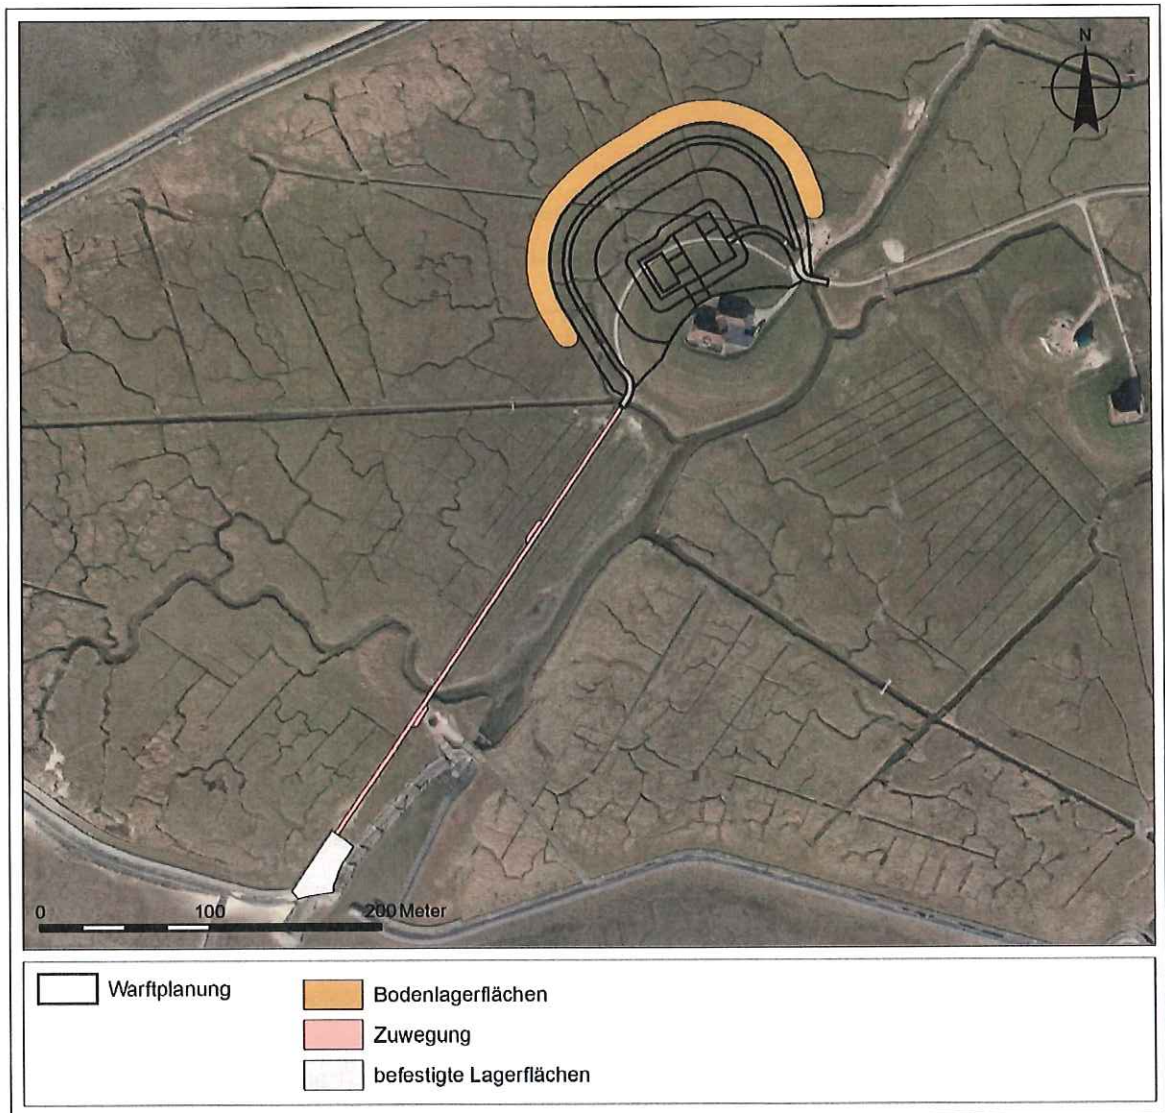 N
0 100 200 Meter
Warftplanung
Bodenlagerflächen
Zuwegung
befestigte Lagerflächen